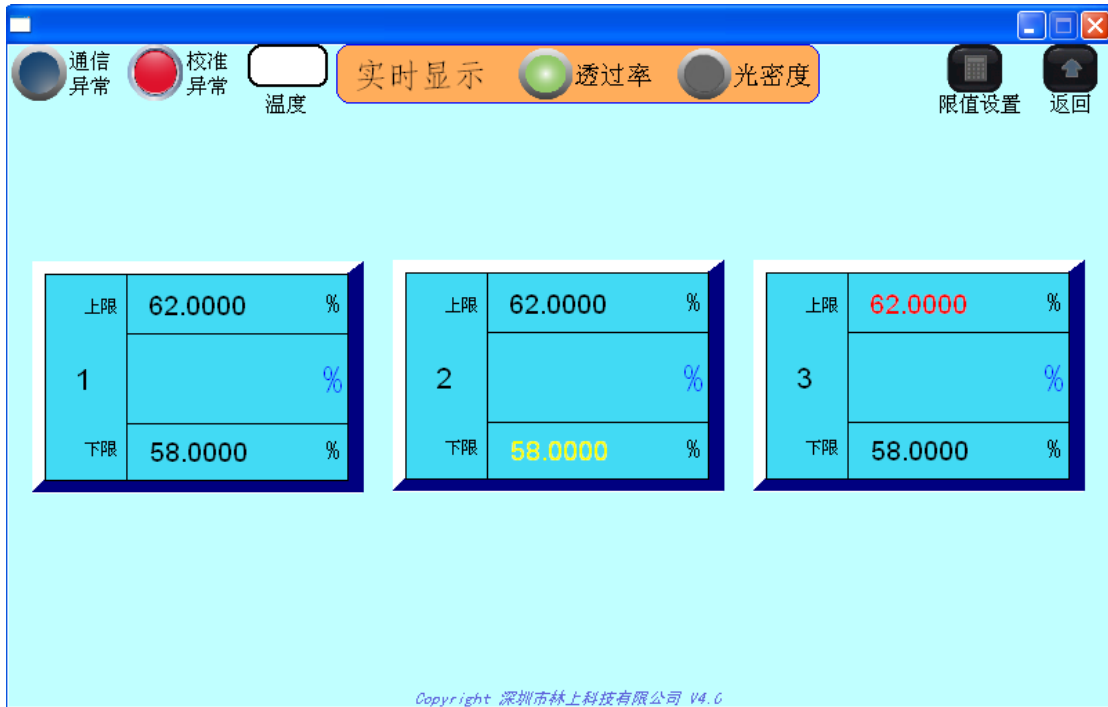 通信
异常
校准
异常
温度
实时显示
透过率
光密度
限值设置
返回
上限 62.0000 %
1 %
下限 58.0000 %
上限 62.0000 %
2 %
下限 58.0000 %
上限 62.0000 %
3 %
下限 58.0000 %
Copyright 深圳市林上科技有限公司